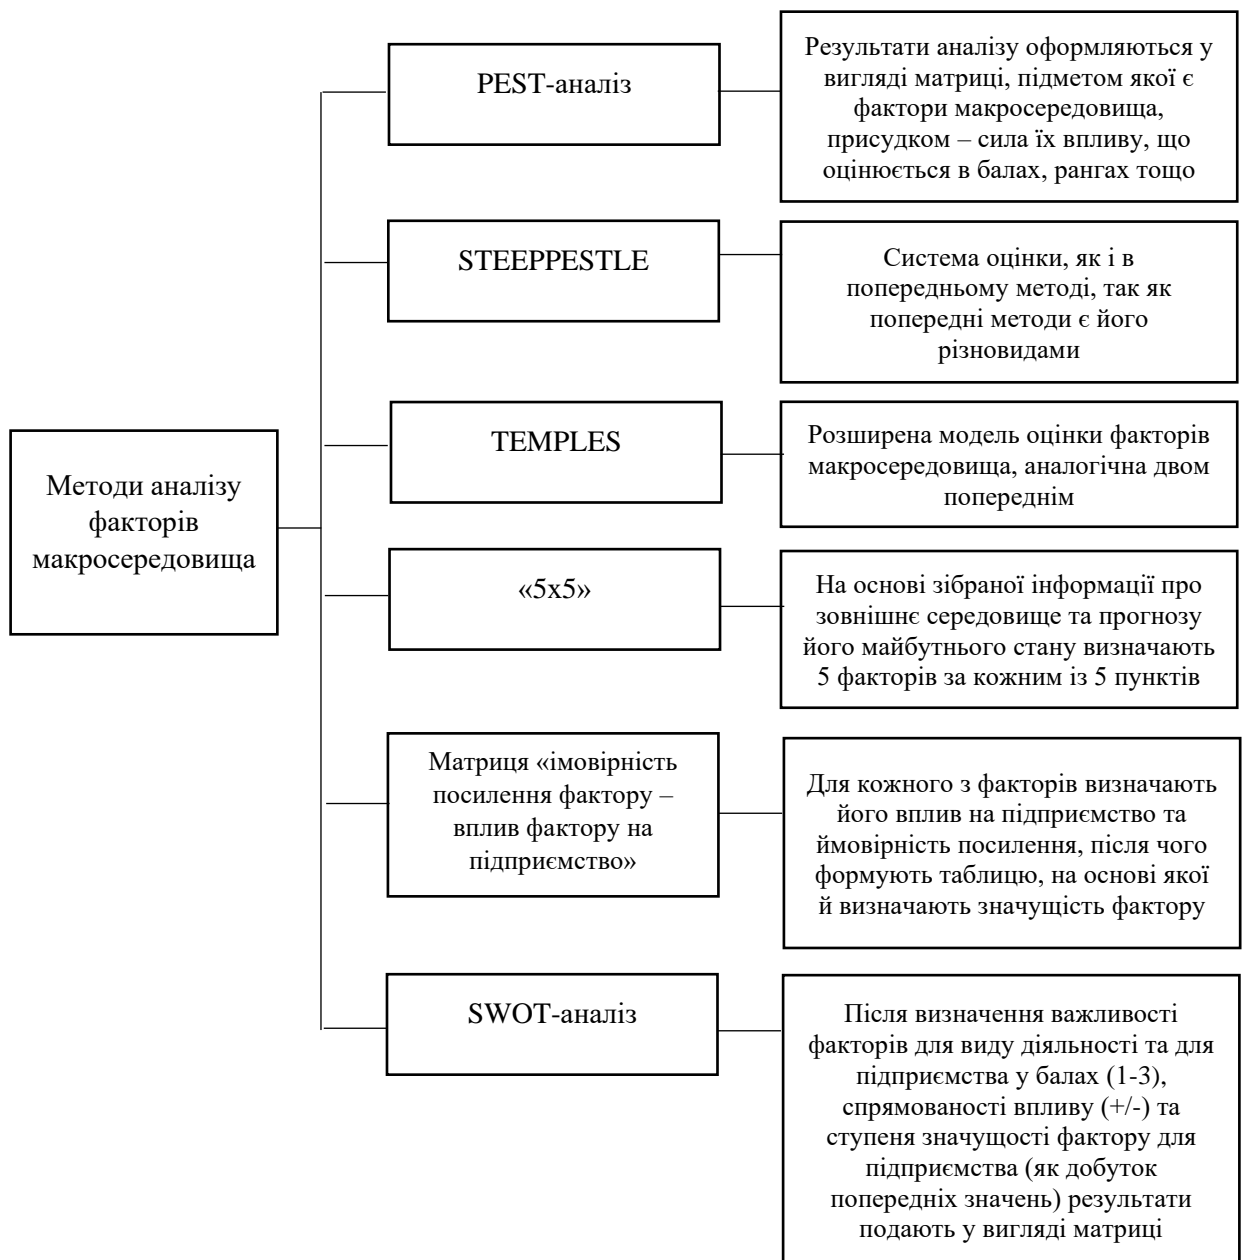 Методи аналізу
факторів
макросередовища
PEST-аналіз
Результати аналізу оформляються у
вигляді матриці, підметом якої є
фактори макросередовища,
присудком – сила їх впливу, що
оцінюється в балах, рангах тощо
STEEPPESTLE
Система оцінки, як і в
попередньому методі, так як
попередні методи є його
різновидами
TEMPLES
Розширена модель оцінки факторів
макросередовища, аналогічна двом
попереднім
«5х5»
На основі зібраної інформації про
зовнішнє середовище та прогнозу
його майбутнього стану визначають
5 факторів за кожним із 5 пунктів
Матриця «імовірність
посилення фактору –
вплив фактору на
підприємство»
Для кожного з факторів визначають
його вплив на підприємство та
ймовірність посилення, після чого
формують таблицю, на основі якої
й визначають значущість фактору
SWOT-аналіз
Після визначення важливості
факторів для виду діяльності та для
підприємства у балах (1-3),
спрямованості впливу (+/-) та
ступеня значущості фактору для
підприємства (як добуток
попередніх значень) результати
подають у вигляді матриці